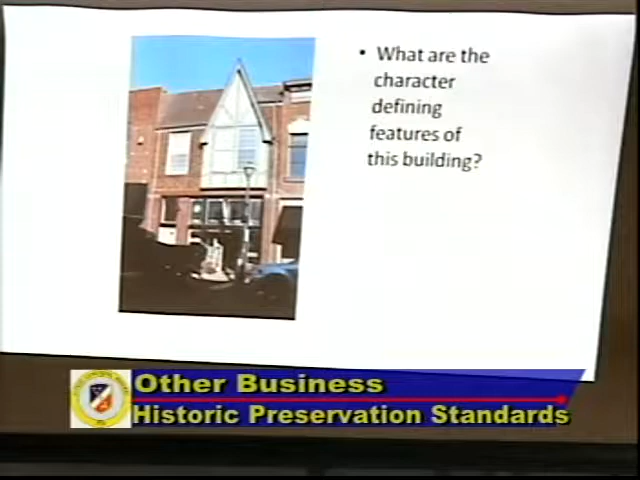 • What are the
character
defining
features of
this building?
Other Business
Historic Preservation Standards